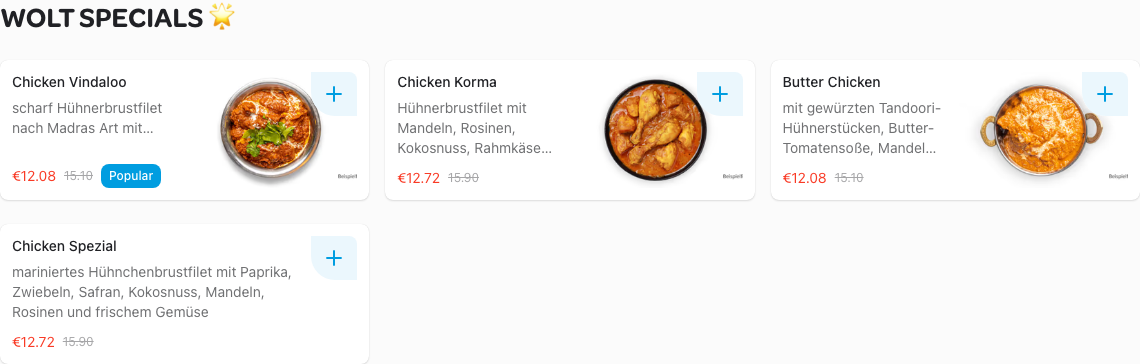 WOLT SPECIALS 🌟
Chicken Vindaloo
scharf Hühnerbrustfilet
nach Madras Art mit...
€12.08 15.10 Popular
Beispiel!
Chicken Korma
Hühnerbrustfilet mit
Mandeln, Rosinen,
Kokosnuss, Rahmkäse...
€12.72 15.90
Beispiel!
Butter Chicken
mit gewürzten Tandoori-
Hühnerstücken, Butter-
Tomatensoße, Mandel...
€12.08 15.10
Beispiel!
Chicken Spezial
mariniertes Hühnchenbrustfilet mit Paprika,
Zwiebeln, Safran, Kokosnuss, Mandeln,
Rosinen und frischem Gemüse
€12.72 15.90